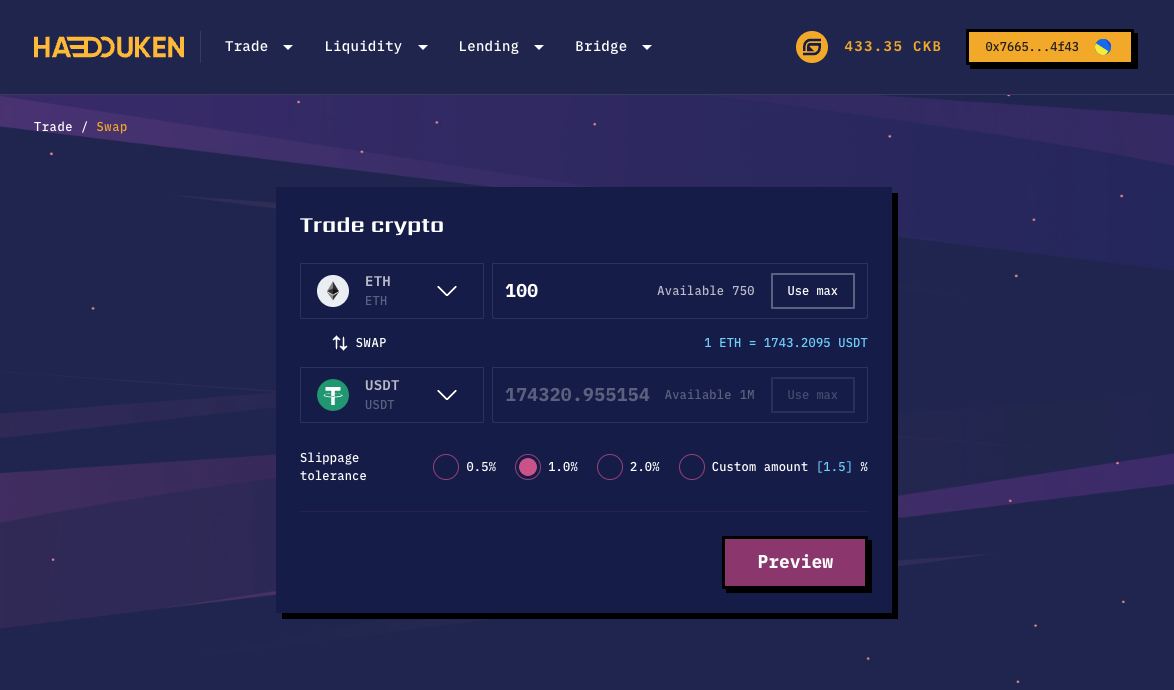 HADOUKEN Trade Liquidity Lending Bridge 433.35 CKB 0x7665...4f43
Trade / Swap
Trade crypto
ETH
ETH
100 Available 750 Use max
SWAP 1 ETH = 1743.2095 USDT
USDT
USDT
174320.955154 Available 1M Use max
Slippage
tolerance
0.5% 1.0% 2.0% Custom amount [1.5] %
Preview